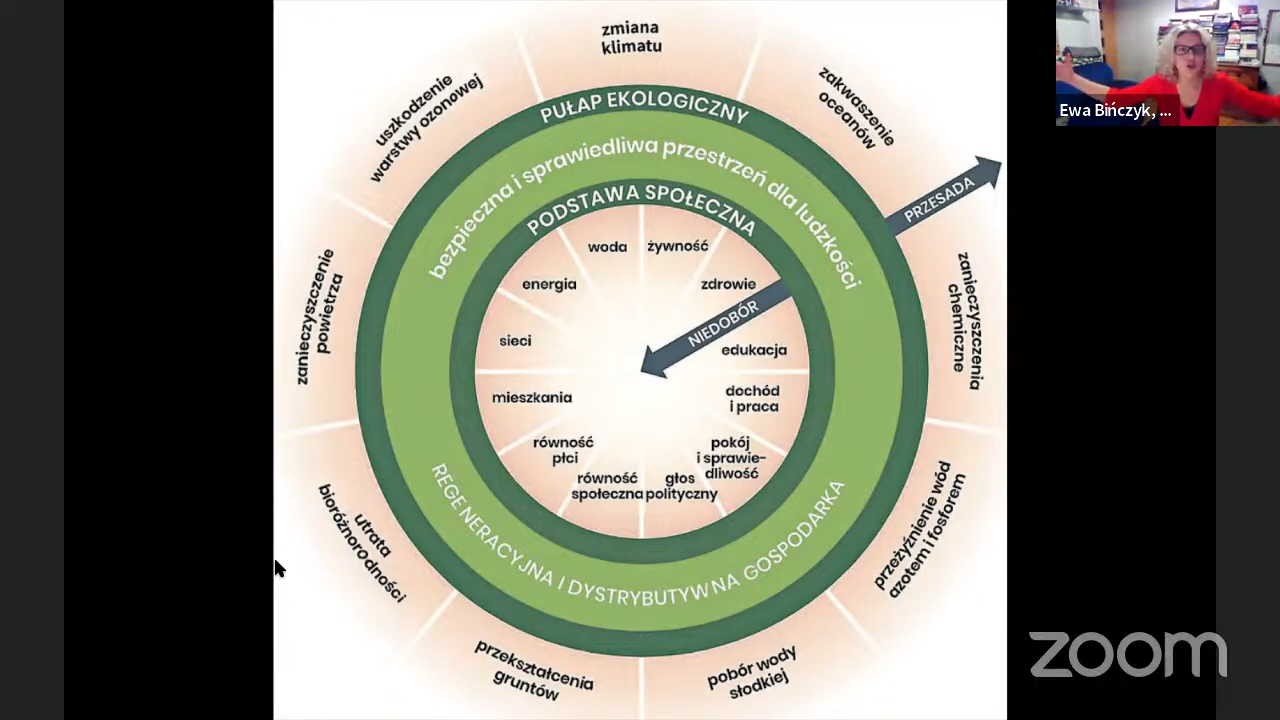 zmiana
klimatu
zakwaszenie
oceanów
PRZESADA
zanieczyszczenia
chemiczne
przeżyźnienie wód
azotem i fosforem
pobór wody
słodkiej
przekształcenia
gruntów
utrata
bioróżnorodności
zanieczyszczenie
powietrza
uszkodzenie
warstwy ozonowej
PUŁAP EKOLOGICZNY
bezpieczna i sprawiedliwa przestrzeń dla ludzkości
PODSTAWA SPOŁECZNA
woda
żywność
zdrowie
NIEDOBÓR
edukacja
dochód
i praca
pokój
i sprawie-
dliwość
głos
polityczny
równość
społeczna
równość
płci
mieszkania
sieci
energia
REGENERACYJNA I DYSTRYBUTYWNA GOSPODARKA
Ewa Bińczyk, ...
zoom